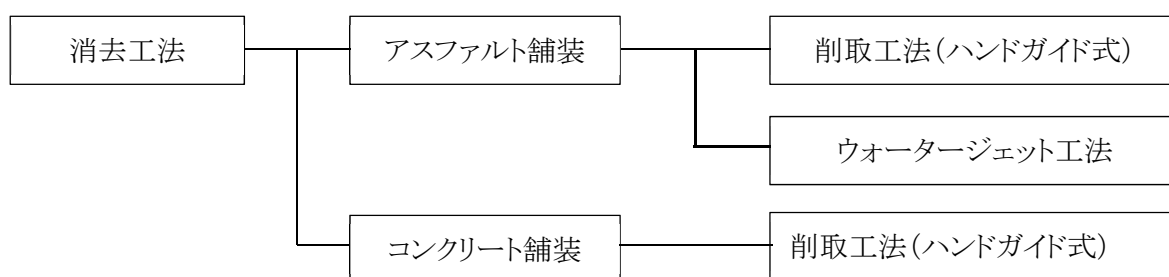 消去工法
アスファルト舗装
削取工法(ハンドガイド式)
ウォータージェット工法
コンクリート舗装
削取工法(ハンドガイド式)